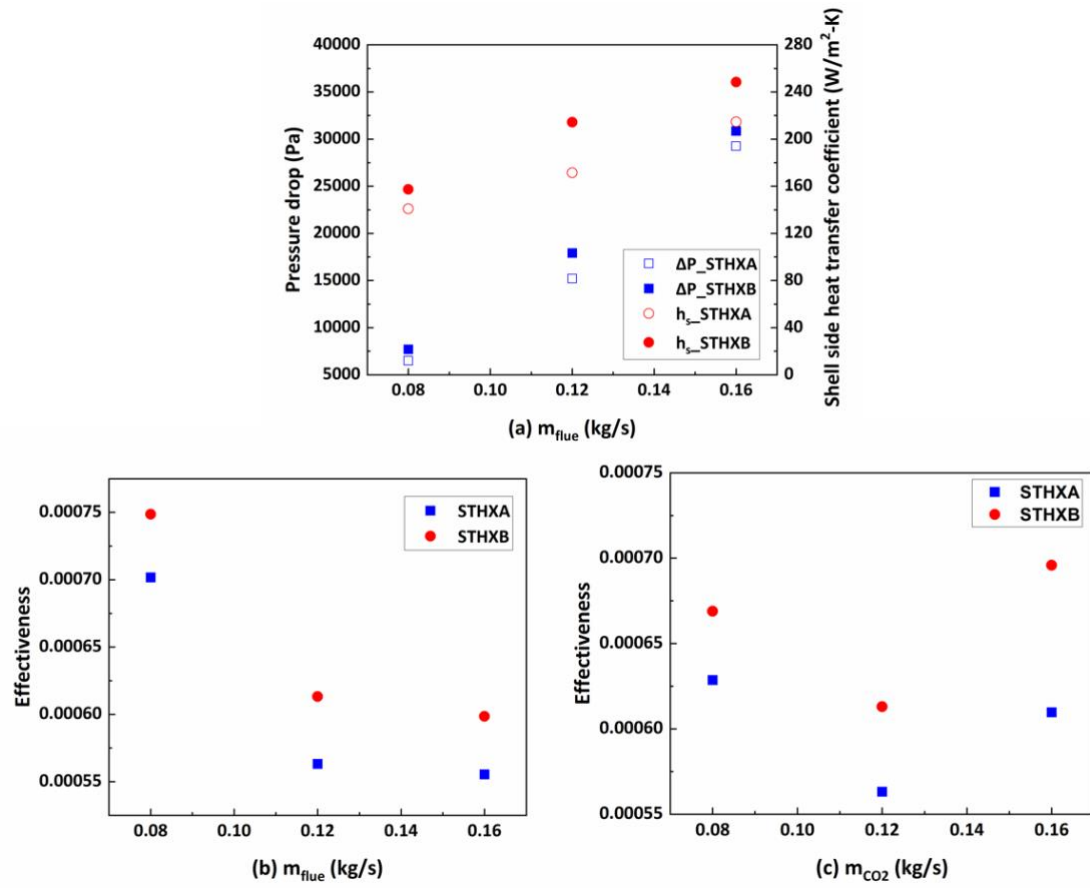 40000
35000
30000
25000
20000
15000
10000
5000
Pressure drop (Pa)
280
240
200
160
120
80
40
0
Shell side heat transfer coefficient (W/m²-K)
ΔP_STHXA
ΔP_STHXB
hₛ_STHXA
hₛ_STHXB
0.08 0.10 0.12 0.14 0.16
(a) m_flue (kg/s)
0.00075
0.00070
0.00065
0.00060
0.00055
Effectiveness
STHXA
STHXB
0.08 0.10 0.12 0.14 0.16
(b) m_flue (kg/s)
0.00075
0.00070
0.00065
0.00060
0.00055
Effectiveness
STHXA
STHXB
0.08 0.10 0.12 0.14 0.16
(c) m_CO2 (kg/s)